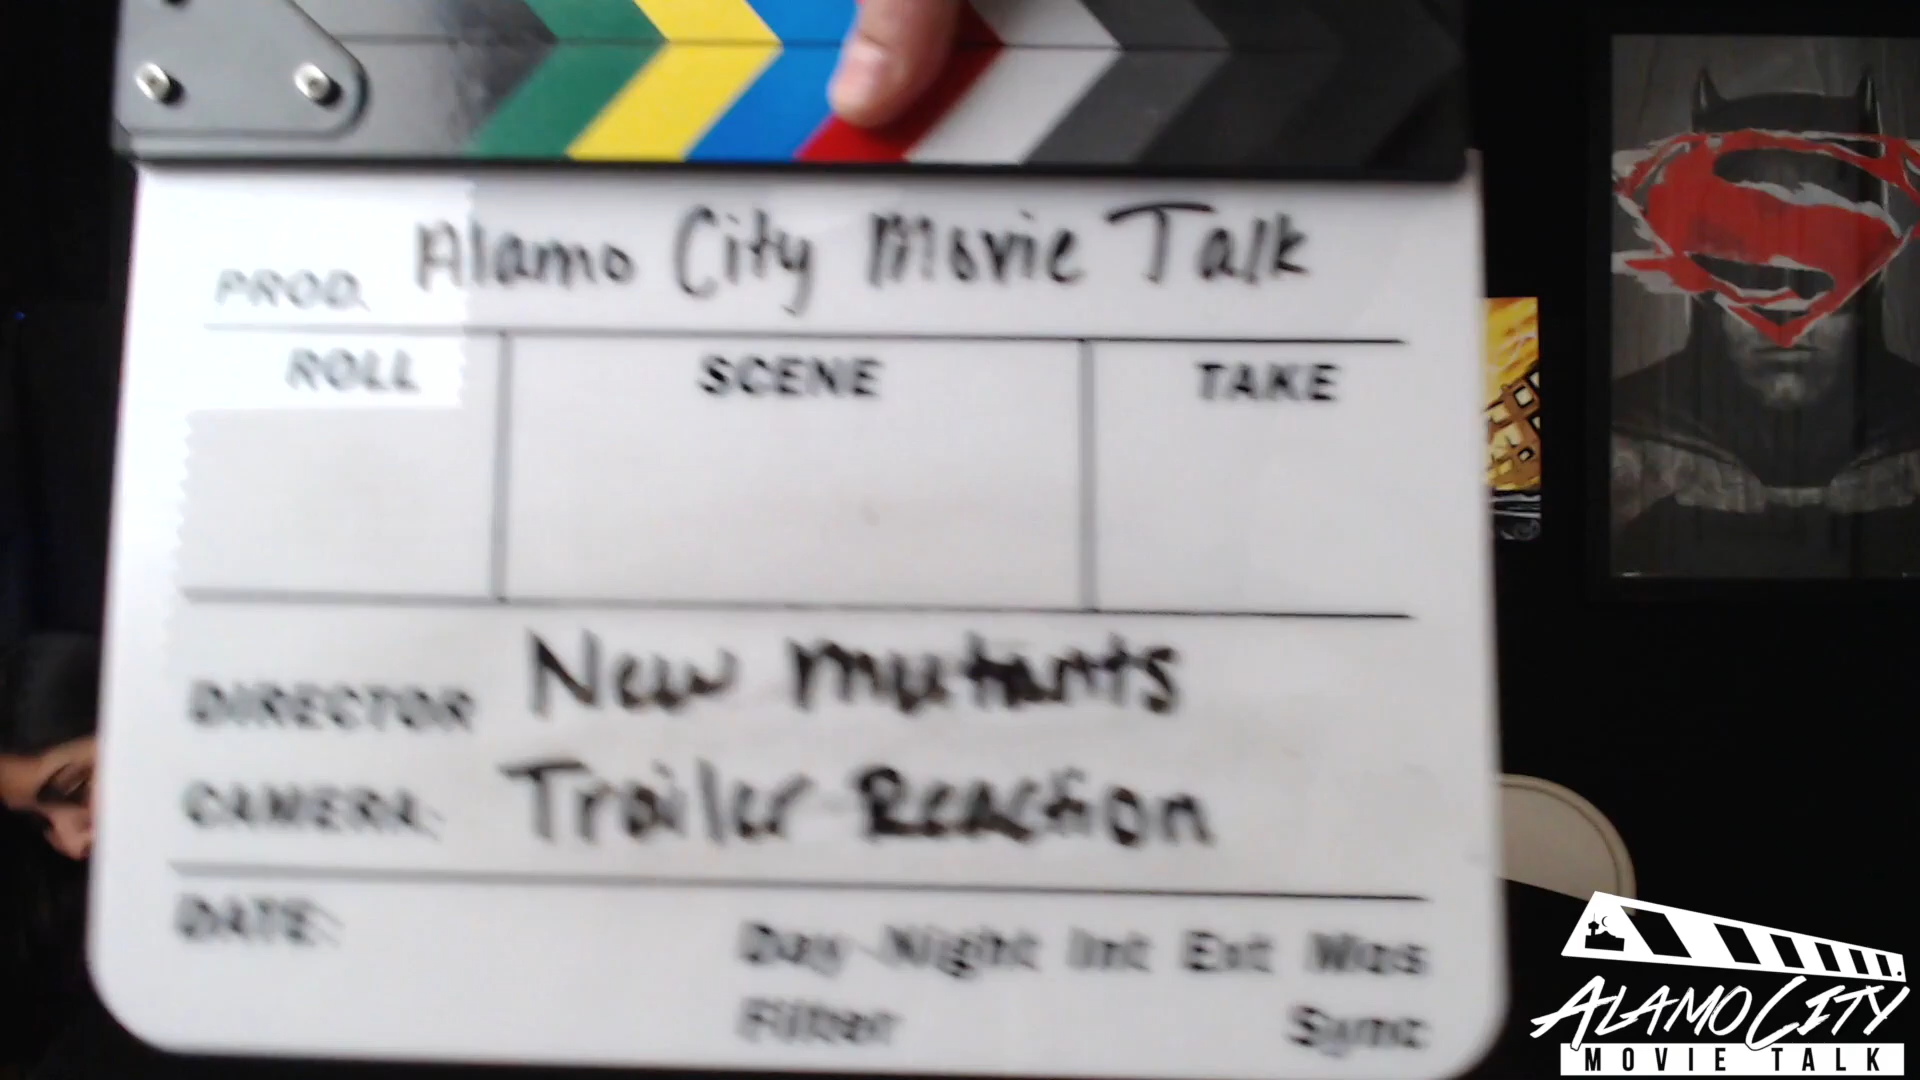 PROD. Alamo City Movie Talk
ROLL SCENE TAKE
DIRECTOR New Mutants
CAMERA: Trailer Reaction
DATE: Day Night Int Ext Mos
Filter Sync
ALAMO CITY
MOVIE TALK